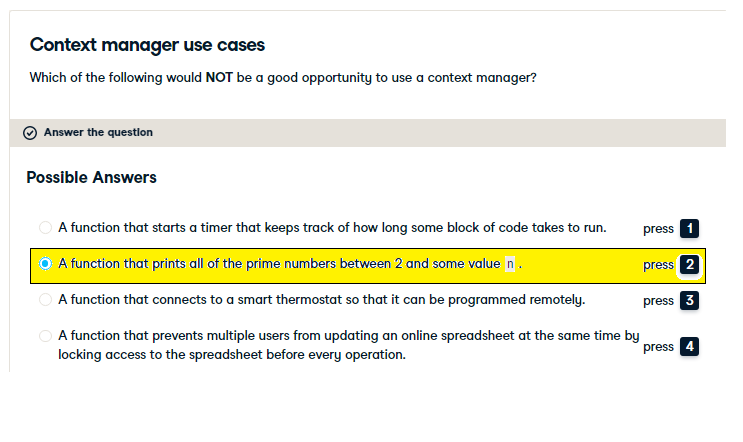 Context manager use cases
Which of the following would NOT be a good opportunity to use a context manager?
Answer the question
Possible Answers
A function that starts a timer that keeps track of how long some block of code takes to run. press 1
A function that prints all of the prime numbers between 2 and some value n . press 2
A function that connects to a smart thermostat so that it can be programmed remotely. press 3
A function that prevents multiple users from updating an online spreadsheet at the same time by
locking access to the spreadsheet before every operation. press 4